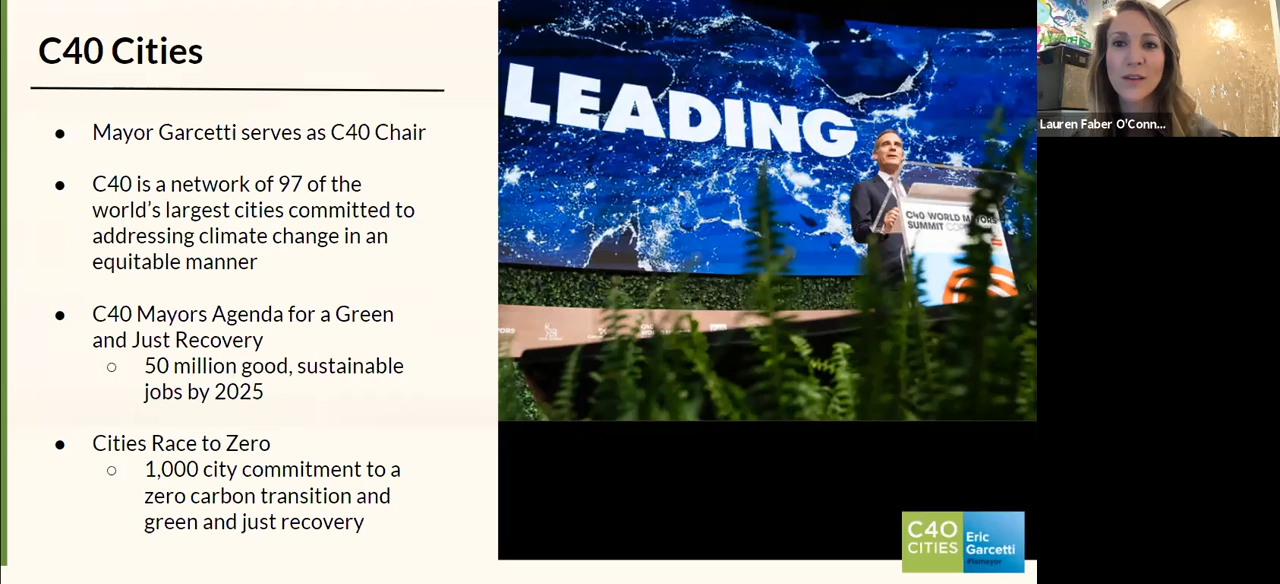 C40 Cities
● Mayor Garcetti serves as C40 Chair
● C40 is a network of 97 of the
world’s largest cities committed to
addressing climate change in an
equitable manner
● C40 Mayors Agenda for a Green
and Just Recovery
○ 50 million good, sustainable
jobs by 2025
● Cities Race to Zero
○ 1,000 city commitment to a
zero carbon transition and
green and just recovery
LEADING
C40 WORLD MAYORS
SUMMIT
C40
CITIES
Eric
Garcetti
#lamayor
Lauren Faber O'Conn...